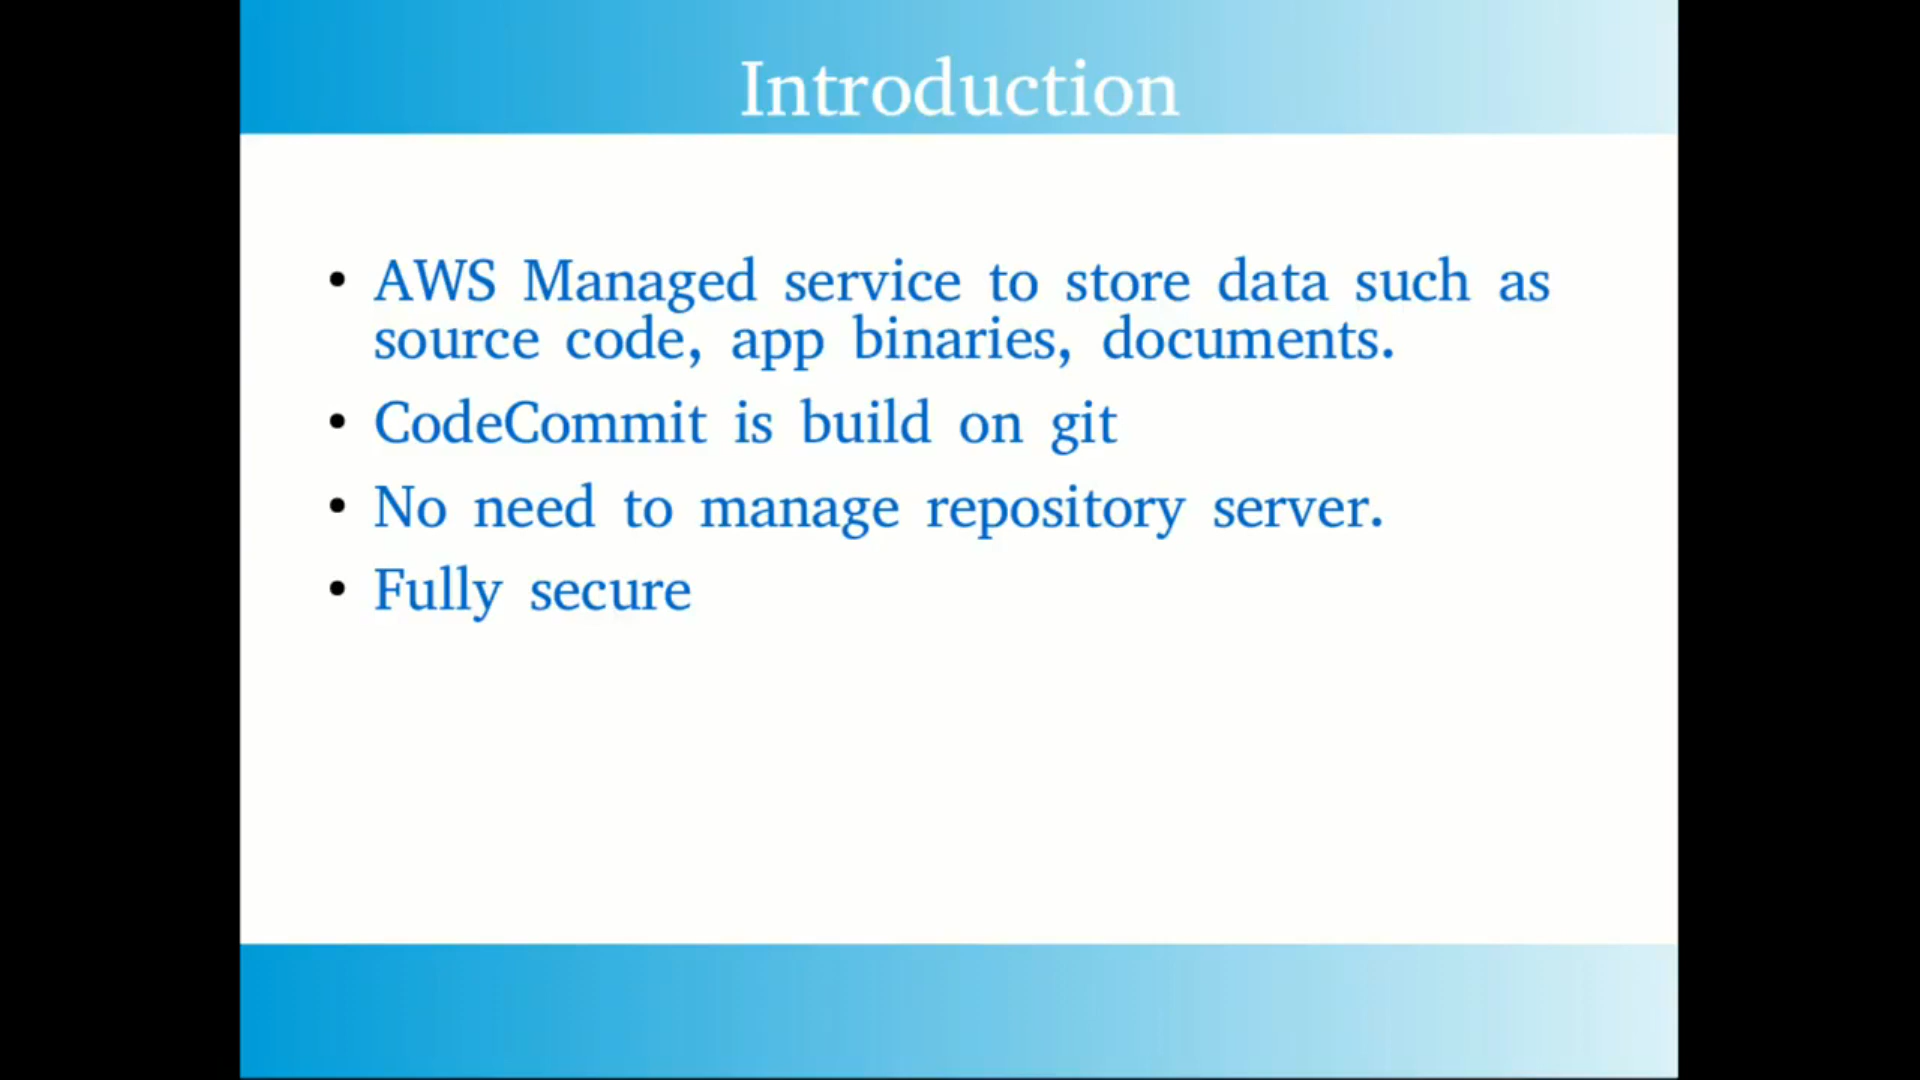 Introduction
• AWS Managed service to store data such as
source code, app binaries, documents.
• CodeCommit is build on git
• No need to manage repository server.
• Fully secure